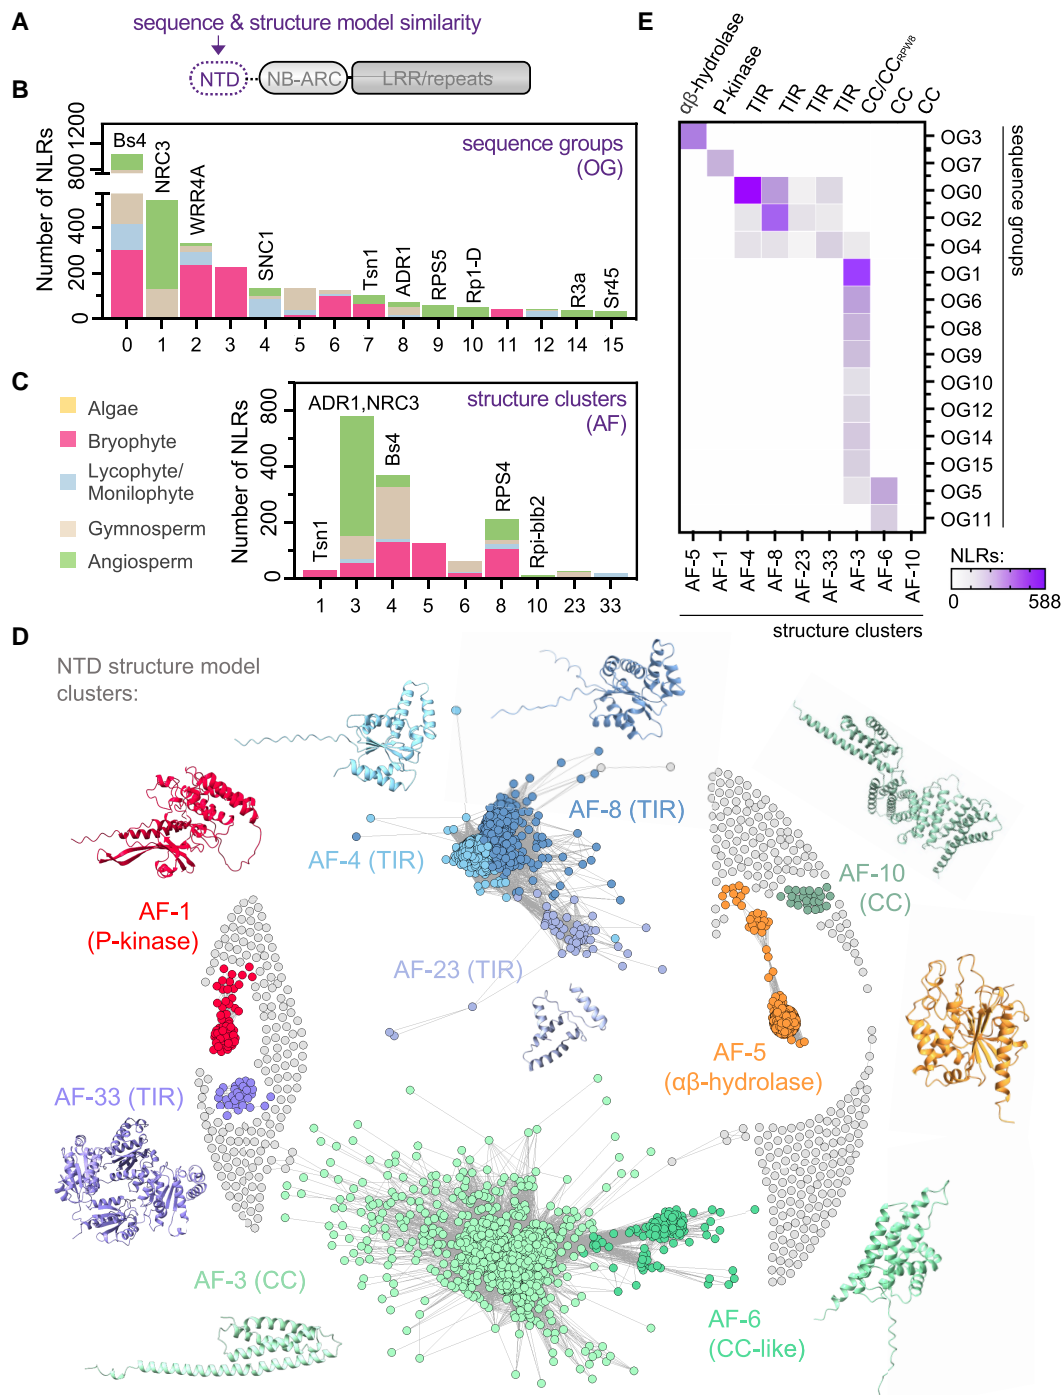 A
sequence & structure model similarity
NTD
NB-ARC
LRR/repeats
B
Number of NLRs
1200
800
400
200
0
sequence groups
(OG)
Bs4
NRC3
WRR4A
SNC1
Tsn1
ADR1
RPS5
Rp1-D
R3a
Sr45
0 1 2 3 4 5 6 7 8 9 10 11 12 14 15
C
Algae
Bryophyte
Lycophyte/
Monilophyte
Gymnosperm
Angiosperm
Number of NLRs
800
400
200
0
structure clusters
(AF)
Tsn1
ADR1,NRC3
Bs4
RPS4
Rpi-blb2
1 3 4 5 6 8 10 23 33
E
αβ-hydrolase
P-kinase
TIR
TIR
TIR
TIR
CC/CCRPW8
CC
CC
OG3
OG7
OG0
OG2
OG4
OG1
OG6
OG8
OG9
OG10
OG12
OG14
OG15
OG5
OG11
sequence groups
AF-5
AF-1
AF-4
AF-8
AF-23
AF-33
AF-3
AF-6
AF-10
structure clusters
NLRs:
0 588
D
NTD structure model
clusters:
AF-8 (TIR)
AF-4 (TIR)
AF-10
(CC)
AF-1
(P-kinase)
AF-23 (TIR)
AF-5
(αβ-hydrolase)
AF-33 (TIR)
AF-3 (CC)
AF-6
(CC-like)